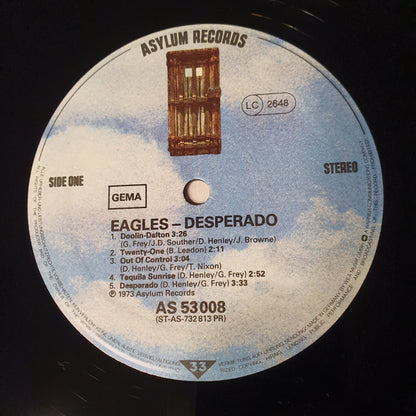 ASYLUM RECORDS
LC 2648
SIDE ONE
STEREO
GEMA
EAGLES – DESPERADO
1. Doolin-Dalton 3:26
(G. Frey/J.D. Souther/D. Henley/J. Browne)
2. Twenty-One (B. Leadon) 2:11
3. Out Of Control 3:04
(D. Henley/G. Frey/T. Nixon)
4. Tequila Sunrise (D. Henley/G. Frey) 2:52
5. Desperado (D. Henley/G. Frey) 3:33
℗ 1973 Asylum Records
AS 53 008
(ST-AS-732 813 PR)
33